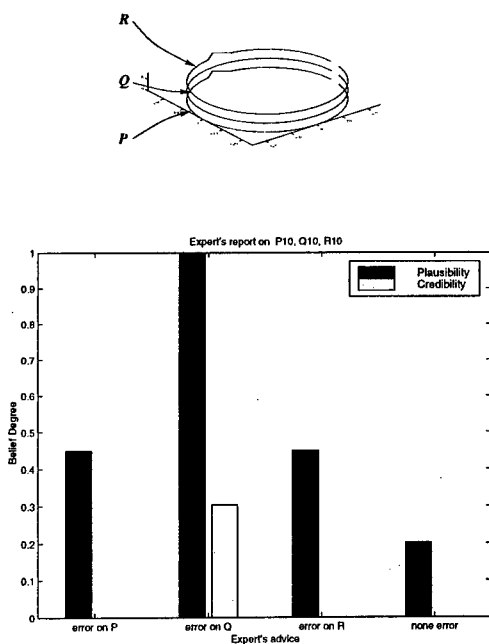 R
Q
P
Expert's report on P10, Q10, R10
Plausibility
Credibility
1
0.9
0.8
0.7
0.6
0.5
0.4
0.3
0.2
0.1
0
Belief Degree
error on P error on Q error on R none error
Expert's advice